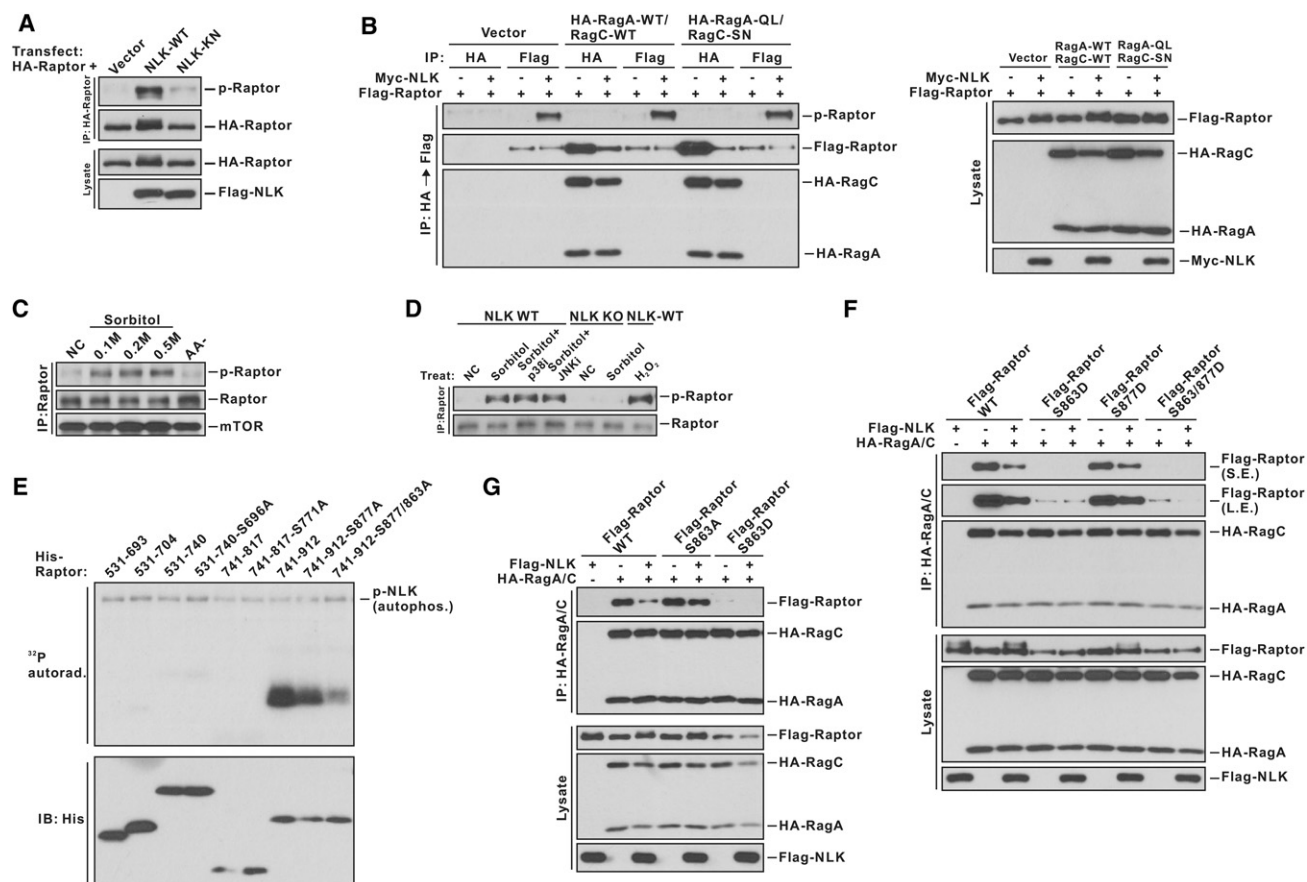 A
Transfect:
HA-Raptor +
Vector
NLK-WT
NLK-KN
IP: HA-Raptor
p-Raptor
HA-Raptor
Lysate
HA-Raptor
Flag-NLK
B
Vector
HA-RagA-WT/
RagC-WT
HA-RagA-QL/
RagC-SN
IP: HA Flag HA Flag HA Flag
Myc-NLK - + - + - + - + - + - +
Flag-Raptor + + + + + + + + + + + +
IP: HA → Flag
p-Raptor
Flag-Raptor
HA-RagC
HA-RagA
Vector
RagA-WT
RagC-WT
RagA-QL
RagC-SN
Myc-NLK - + - + - +
Flag-Raptor + + + + + +
Lysate
Flag-Raptor
HA-RagC
HA-RagA
Myc-NLK
C
Sorbitol
NC
0.1M
0.2M
0.5M
AA-
IP:Raptor
p-Raptor
Raptor
mTOR
D
NLK WT
NLK KO
NLK-WT
Treat:
NC
Sorbitol
Sorbitol+
p38i
Sorbitol+
JNKi
NC
Sorbitol
H₂O₂
IP:Raptor
p-Raptor
Raptor
E
His-
Raptor:
531-693
531-704
531-740
531-740-S696A
741-817
741-817-S771A
741-912
741-912-S877A
741-912-S877/863A
p-NLK
(autophos.)
³²P
autorad.
IB: His
F
Flag-Raptor
WT
Flag-Raptor
S863D
Flag-Raptor
S877D
Flag-Raptor
S863/877D
Flag-NLK + - + - + - + - +
HA-RagA/C - + + + + + + + +
IP: HA-RagA/C
Flag-Raptor
(S.E.)
Flag-Raptor
(L.E.)
HA-RagC
HA-RagA
Lysate
Flag-Raptor
HA-RagC
HA-RagA
Flag-NLK
G
Flag-Raptor
WT
Flag-Raptor
S863A
Flag-Raptor
S863D
Flag-NLK + - + - + - +
HA-RagA/C - + + + + + +
IP: HA-RagA/C
Flag-Raptor
HA-RagC
HA-RagA
Lysate
Flag-Raptor
HA-RagC
HA-RagA
Flag-NLK